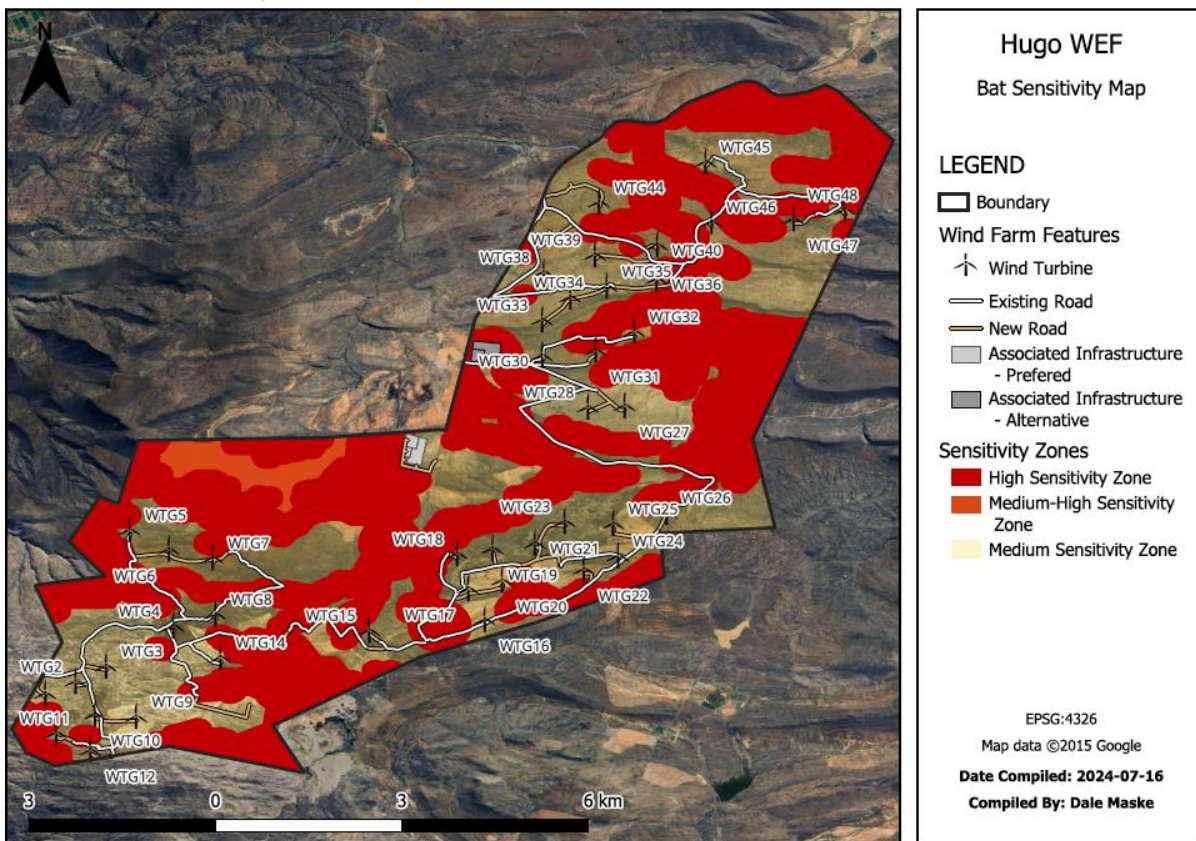 N
WTG45
WTG44
WTG48
WTG46
WTG39
WTG47
WTG38
WTG40
WTG35
WTG34
WTG36
WTG33
WTG32
WTG30
WTG31
WTG28
WTG27
WTG26
WTG23
WTG25
WTG5
WTG7
WTG18
WTG21
WTG24
WTG6
WTG19
WTG22
WTG4
WTG8
WTG15
WTG17
WTG20
WTG3
WTG14
WTG16
WTG2
WTG9
WTG11
WTG10
WTG12
3 0 3 6 km
Hugo WEF
Bat Sensitivity Map
LEGEND
Boundary
Wind Farm Features
Wind Turbine
Existing Road
New Road
Associated Infrastructure
- Prefered
Associated Infrastructure
- Alternative
Sensitivity Zones
High Sensitivity Zone
Medium-High Sensitivity
Zone
Medium Sensitivity Zone
EPSG:4326
Map data ©2015 Google
Date Compiled: 2024-07-16
Compiled By: Dale Maske